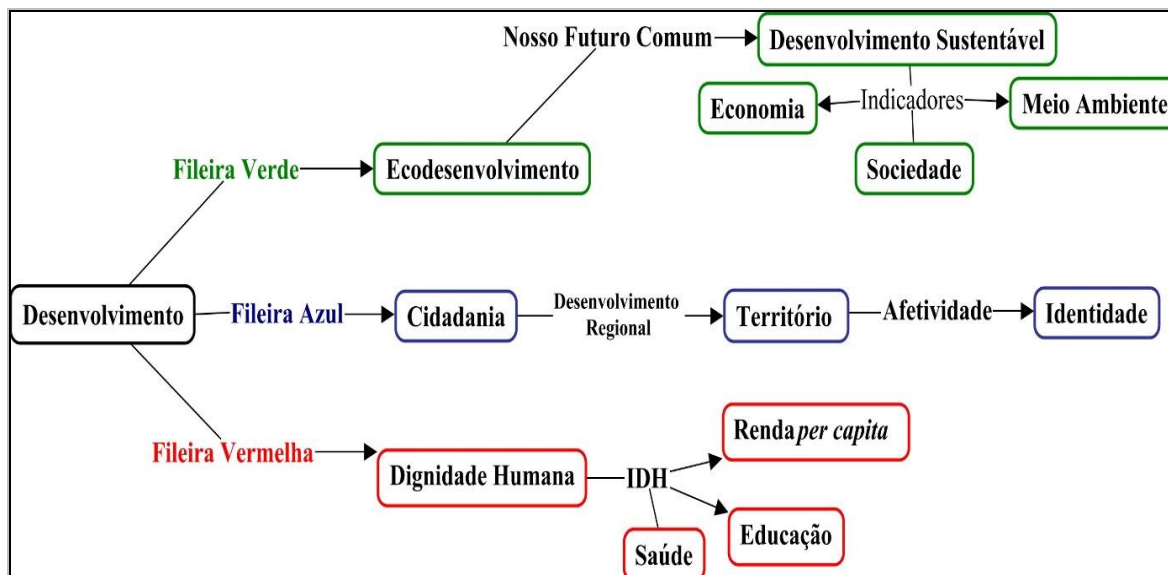 Nosso Futuro Comum
Desenvolvimento Sustentável
Economia
Indicadores
Meio Ambiente
Fileira Verde
Ecodesenvolvimento
Sociedade
Desenvolvimento
Fileira Azul
Cidadania
Desenvolvimento
Regional
Território
Afetividade
Identidade
Fileira Vermelha
Dignidade Humana
IDH
Renda per capita
Educação
Saúde